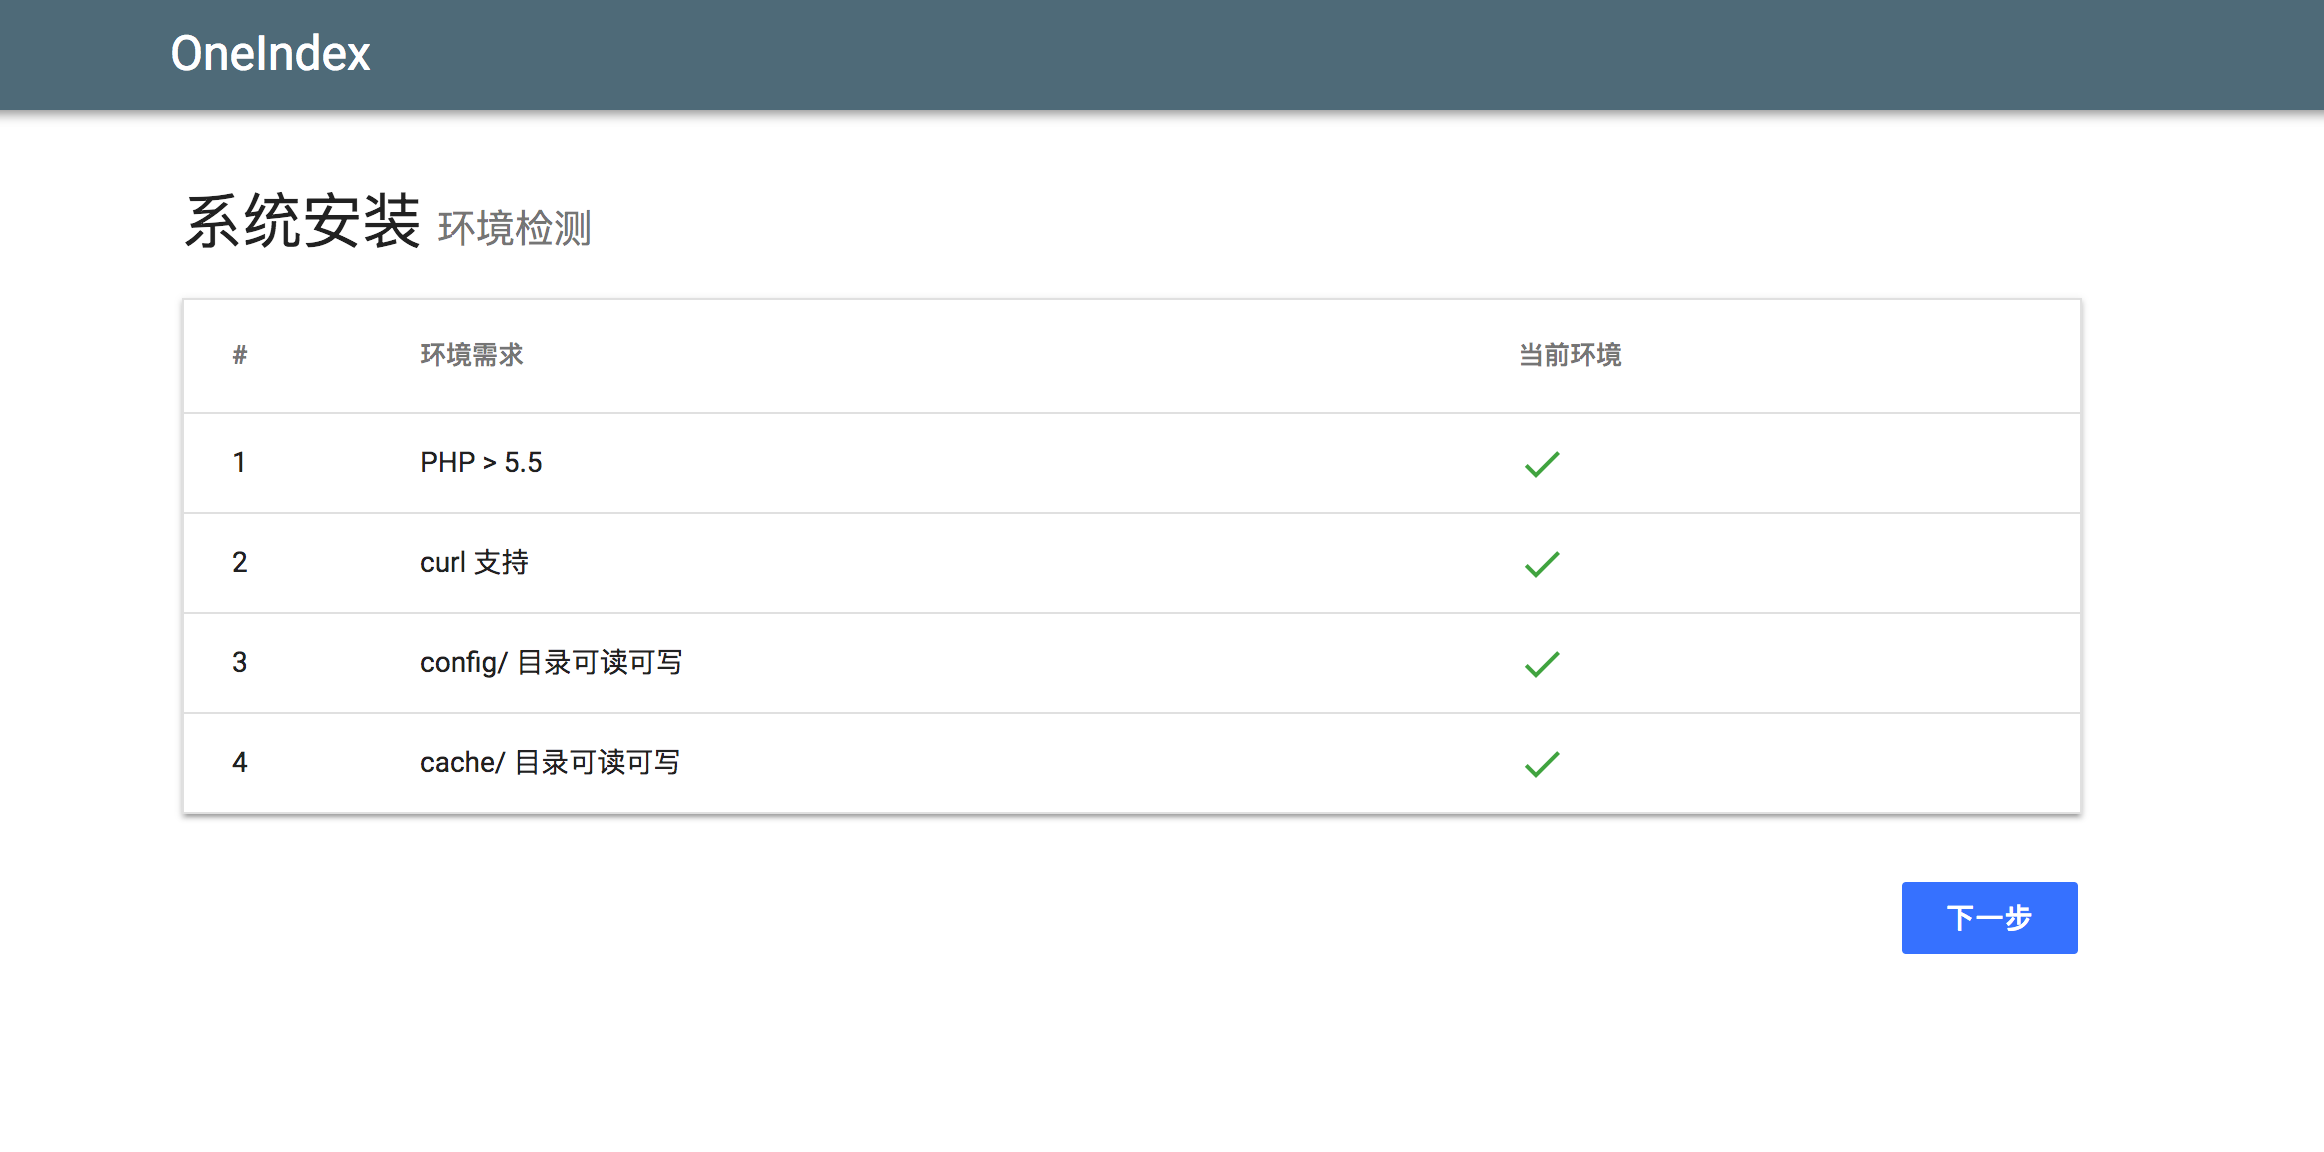 OneIndex
系统安装 环境检测
# 环境需求 当前环境
1 PHP > 5.5
2 curl 支持
3 config/ 目录可读可写
4 cache/ 目录可读可写
下一步